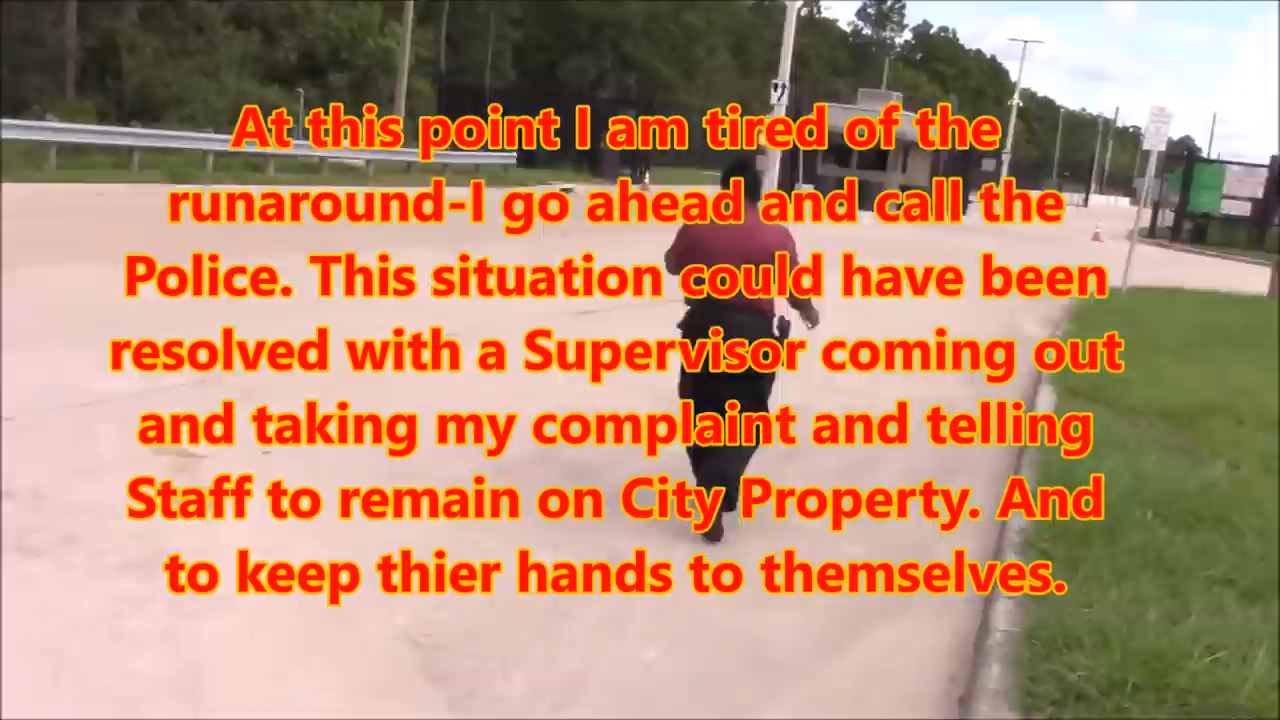 At this point I am tired of the
runaround-I go ahead and call the
Police. This situation could have been
resolved with a Supervisor coming out
and taking my complaint and telling
Staff to remain on City Property. And
to keep thier hands to themselves.